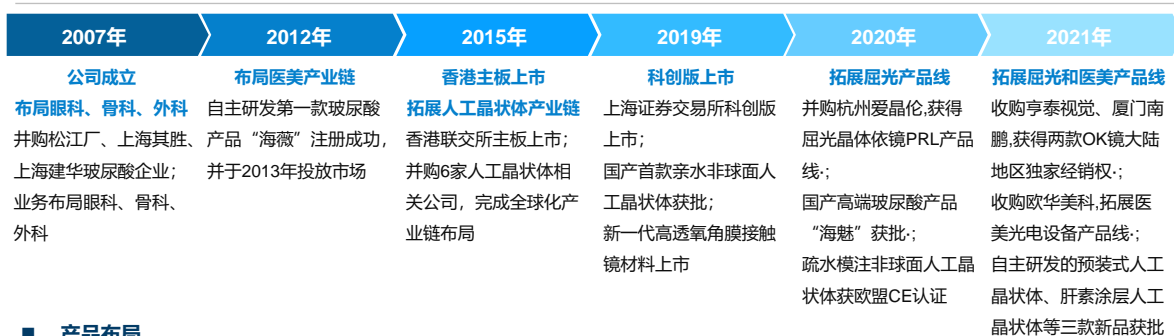 2007年
公司成立
布局眼科、骨科、外科
并购松江厂、上海其胜、
上海建华玻尿酸企业；
业务布局眼科、骨科、
外科
2012年
布局医美产业链
自主研发第一款玻尿酸
产品“海薇”注册成功，
并于2013年投放市场
2015年
香港主板上市
拓展人工晶状体产业链
香港联交所主板上市；
并购6家人工晶状体相
关公司，完成全球化产
业链布局
2019年
科创版上市
上海证券交易所科创版
上市；
国产首款亲水非球面人
工晶状体获批；
新一代高透氧角膜接触
镜材料上市
2020年
拓展屈光产品线
并购杭州爱晶伦,获得
屈光晶体依镜PRL产品
线·;
国产高端玻尿酸产品
“海魅”获批·;
疏水模注非球面人工晶
状体获欧盟CE认证
2021年
拓展屈光和医美产品线
收购亨泰视觉、厦门南
鹏,获得两款OK镜大陆
地区独家经销权·;
收购欧华美科,拓展医
美光电设备产品线·;
自主研发的预装式人工
晶状体、肝素涂层人工
晶状体等三款新品获批
■ 产品布局